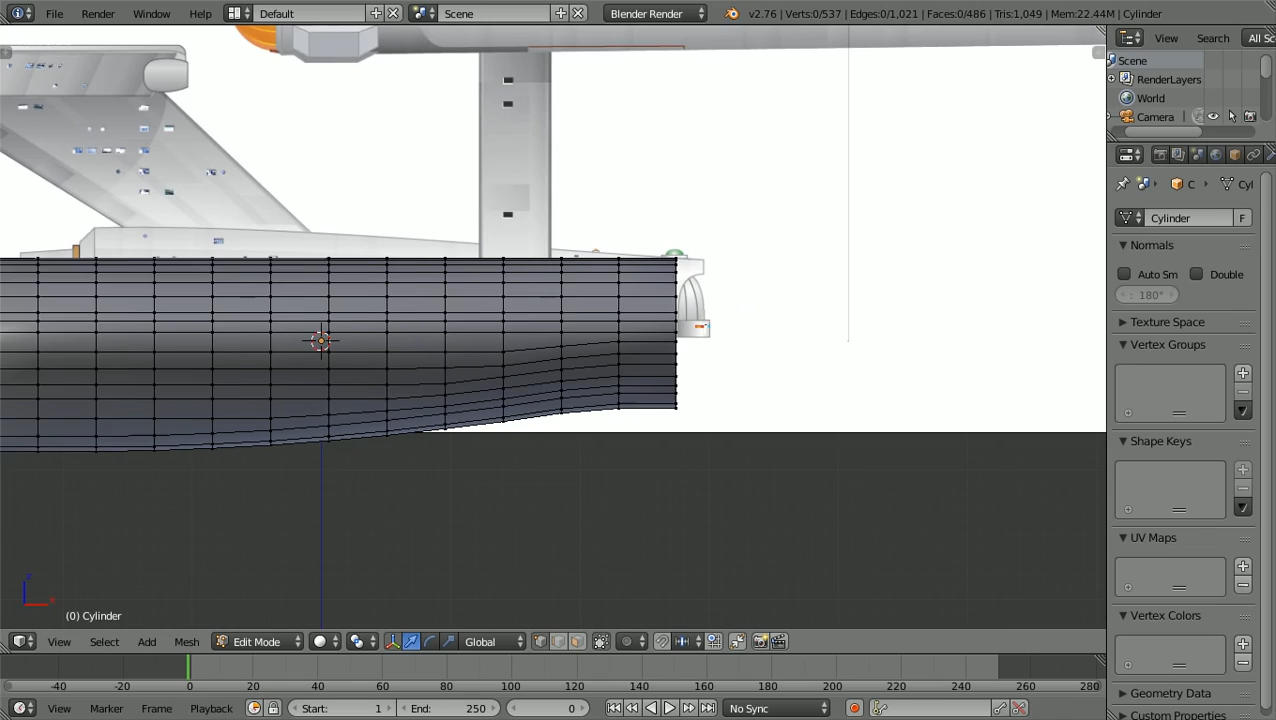 File Render Window Help Default Scene Blender Render v2.76 | Verts:0/537 | Edges:0/1,021 | Faces:0/486 | Tris:1,049 | Mem:22.44M | Cylinder
View Search All Sc
Scene
RenderLayers
World
Camera
C Cyl
Cylinder F
Normals
Auto Sm Double
: 180°
Texture Space
Vertex Groups
Shape Keys
UV Maps
Vertex Colors
Geometry Data
Custom Properties
z
x
(0) Cylinder
View Select Add Mesh Edit Mode Global
-40 -20 0 20 40 60 80 100 120 140 160 180 200 220 240 260 280
View Marker Frame Playback Start: 1 End: 250 0 No Sync